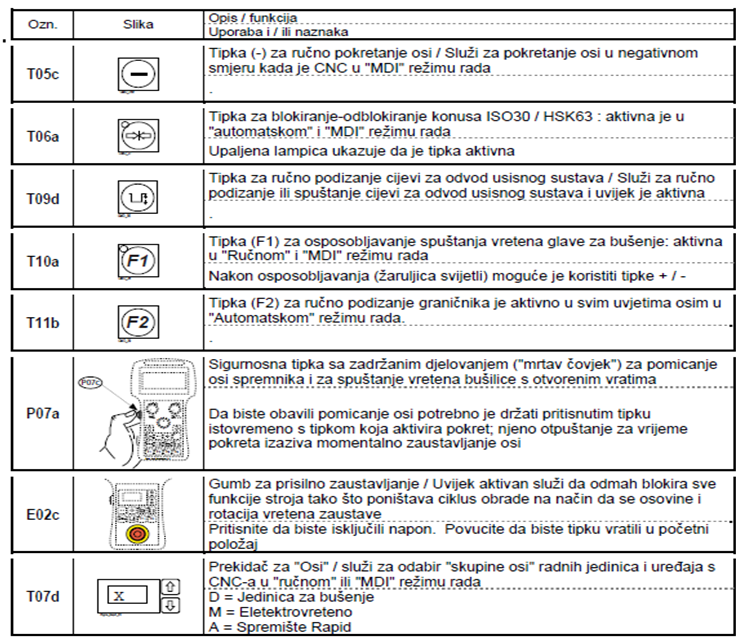 Ozn.
Slika
Opis / funkcija
Uporaba i / ili naznaka
T05c
Tipka (-) za ručno pokretanje osi / Služi za pokretanje osi u negativnom
smjeru kada je CNC u "MDI" režimu rada
.
T06a
Tipka za blokiranje-odblokiranje konusa ISO30 / HSK63 : aktivna je u
"automatskom" i "MDI" režimu rada
Upaljena lampica ukazuje da je tipka aktivna
T09d
Tipka za ručno podizanje cijevi za odvod usisnog sustava / Služi za ručno
podizanje ili spuštanje cijevi za odvod usisnog sustava i uvijek je aktivna
.
T10a
F1
Tipka (F1) za osposobljavanje spuštanja vretena glave za bušenje: aktivna
u "Ručnom" i "MDI" režimu rada
Nakon osposobljavanja (žaruljica svijetli) moguće je koristiti tipke + / -
T11b
F2
Tipka (F2) za ručno podizanje graničnika je aktivno u svim uvjetima osim u
"Automatskom" režimu rada.
.
P07a
P07c
Sigurnosna tipka sa zadržanim djelovanjem ("mrtav čovjek") za pomicanje
osi spremnika i za spuštanje vretena bušilice s otvorenim vratima
Da biste obavili pomicanje osi potrebno je držati pritisnutim tipku
istovremeno s tipkom koja aktivira pokret; njeno otpuštanje za vrijeme
pokreta izaziva momentalno zaustavljanje osi
E02c
Gumb za prisilno zaustavljanje / Uvijek aktivan služi da odmah blokira sve
funkcije stroja tako što poništava ciklus obrade na način da se osovine i
rotacija vretena zaustave
Pritisnite da biste isključili napon. Povucite da biste tipku vratili u početni
položaj
T07d
X
Prekidač za "Osi" / služi za odabir "skupine osi" radnih jedinica i uređaja s
CNC-a u "ručnom" ili "MDI" režimu rada
D = Jedinica za bušenje
M = Eletektrovreteno
A = Spremište Rapid